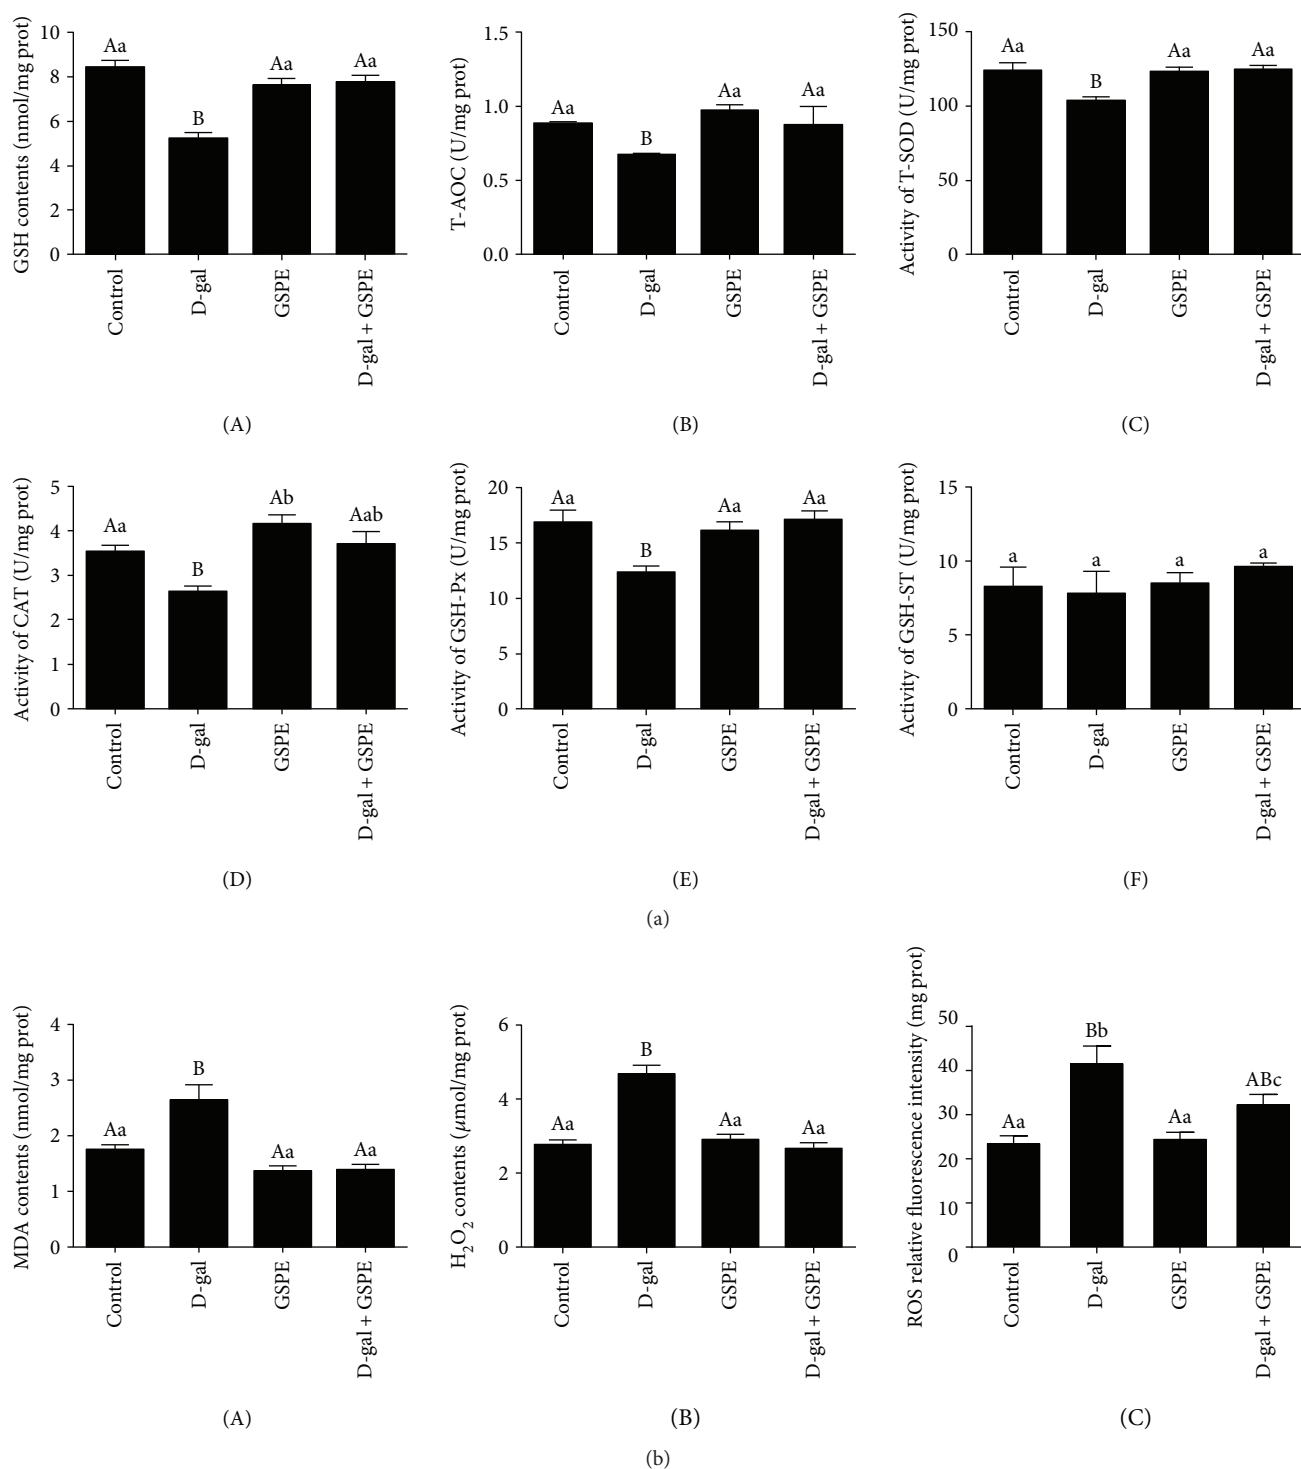 GSH contents (nmol/mg prot)
10
8
6
4
2
0
Aa
B
Aa
Aa
Control
D-gal
GSPE
D-gal + GSPE
(A)
T-AOC (U/mg prot)
1.5
1.0
0.5
0.0
Aa
B
Aa
Aa
Control
D-gal
GSPE
D-gal + GSPE
(B)
Activity of T-SOD (U/mg prot)
150
100
50
0
Aa
B
Aa
Aa
Control
D-gal
GSPE
D-gal + GSPE
(C)
Activity of CAT (U/mg prot)
5
4
3
2
1
0
Aa
B
Ab
Aab
Control
D-gal
GSPE
D-gal + GSPE
(D)
Activity of GSH-Px (U/mg prot)
20
15
10
5
0
Aa
B
Aa
Aa
Control
D-gal
GSPE
D-gal + GSPE
(E)
Activity of GSH-ST (U/mg prot)
15
10
5
0
a
a
a
a
Control
D-gal
GSPE
D-gal + GSPE
(F)
(a)
MDA contents (nmol/mg prot)
4
3
2
1
0
Aa
B
Aa
Aa
Control
D-gal
GSPE
D-gal + GSPE
(A)
H₂O₂ contents (μmol/mg prot)
6
4
2
0
Aa
B
Aa
Aa
Control
D-gal
GSPE
D-gal + GSPE
(B)
ROS relative fluorescence intensity (mg prot)
50
40
30
20
10
0
Aa
Bb
Aa
ABc
Control
D-gal
GSPE
D-gal + GSPE
(C)
(b)